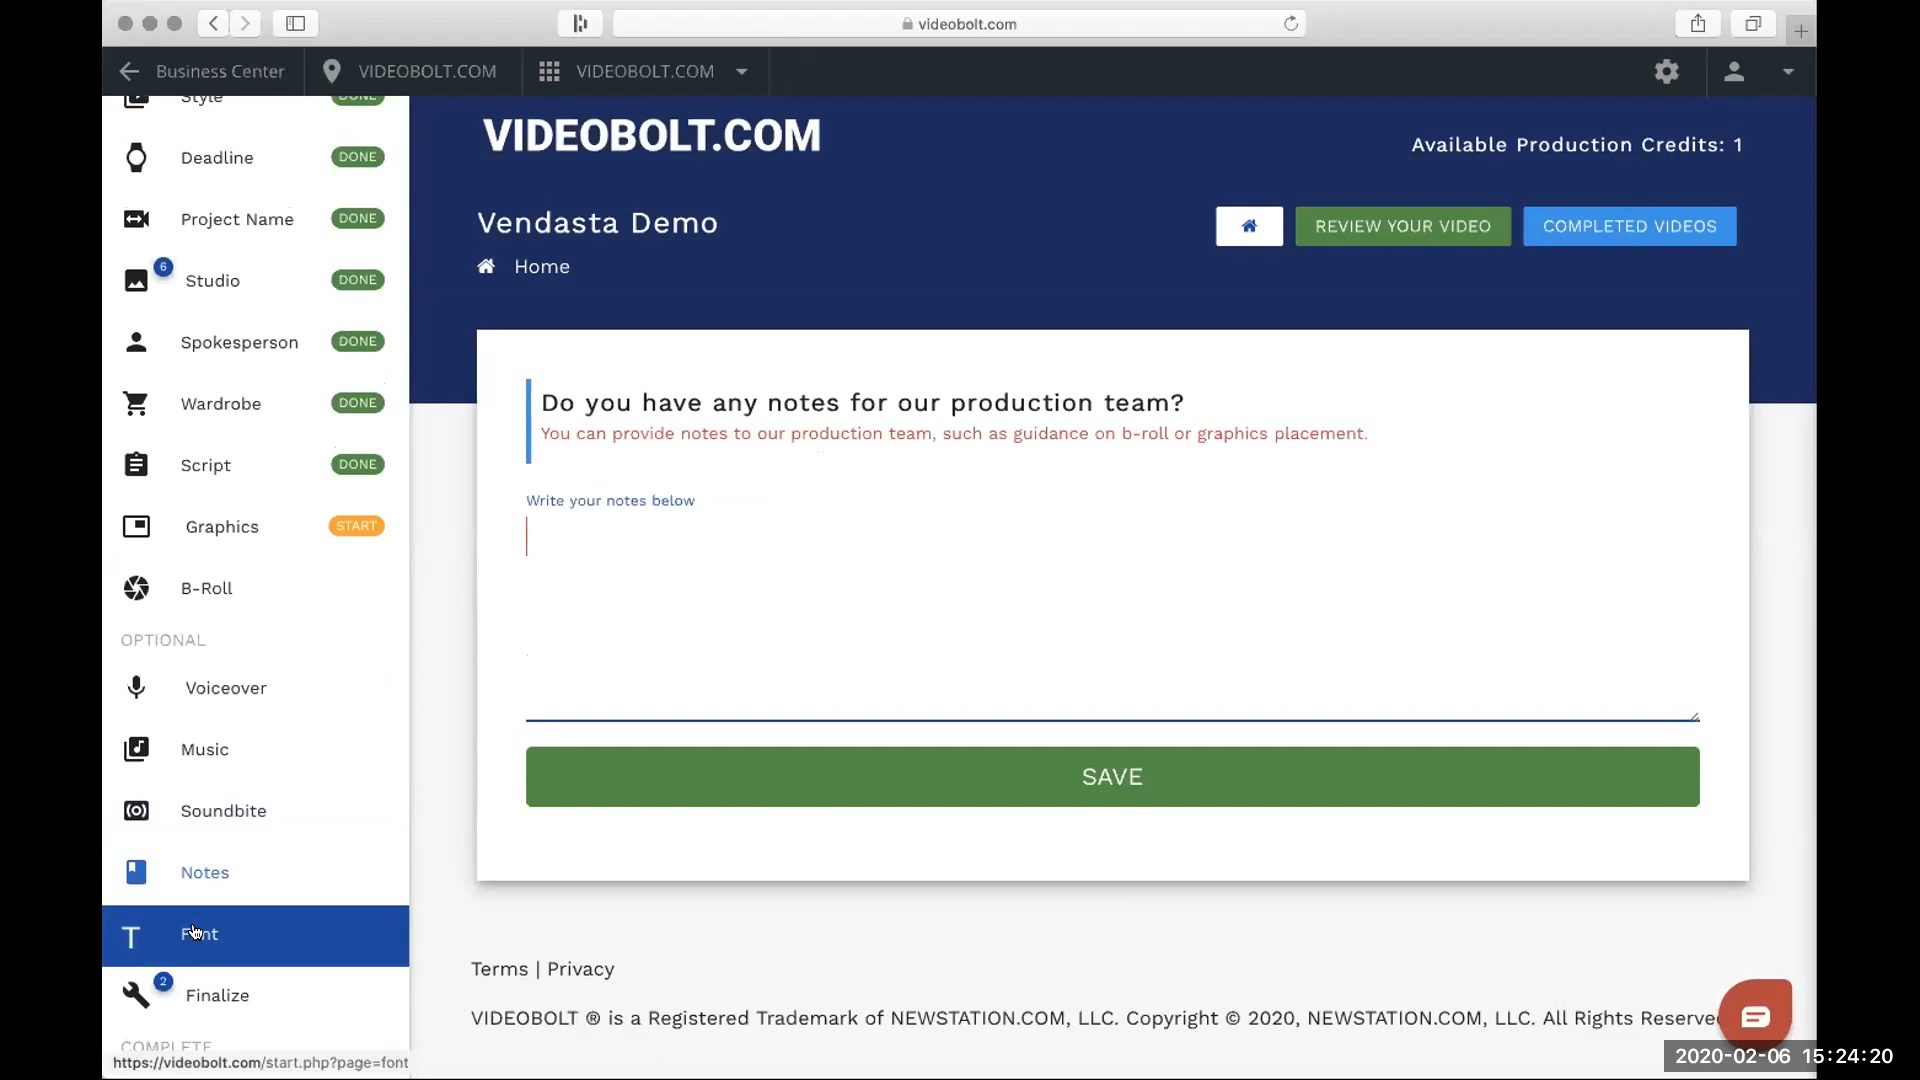 videobolt.com
Business Center
VIDEOBOLT.COM
VIDEOBOLT.COM
Style
DONE
Deadline
DONE
Project Name
DONE
6
Studio
DONE
Spokesperson
DONE
Wardrobe
DONE
Script
DONE
Graphics
START
B-Roll
OPTIONAL
Voiceover
Music
Soundbite
Notes
Font
2
Finalize
COMPLETE
https://videobolt.com/start.php?page=font
VIDEOBOLT.COM
Available Production Credits: 1
Vendasta Demo
REVIEW YOUR VIDEO
COMPLETED VIDEOS
Home
Do you have any notes for our production team?
You can provide notes to our production team, such as guidance on b-roll or graphics placement.
Write your notes below
SAVE
Terms | Privacy
VIDEOBOLT ® is a Registered Trademark of NEWSTATION.COM, LLC. Copyright © 2020, NEWSTATION.COM, LLC. All Rights Reserve
2020-02-06 15:24:20